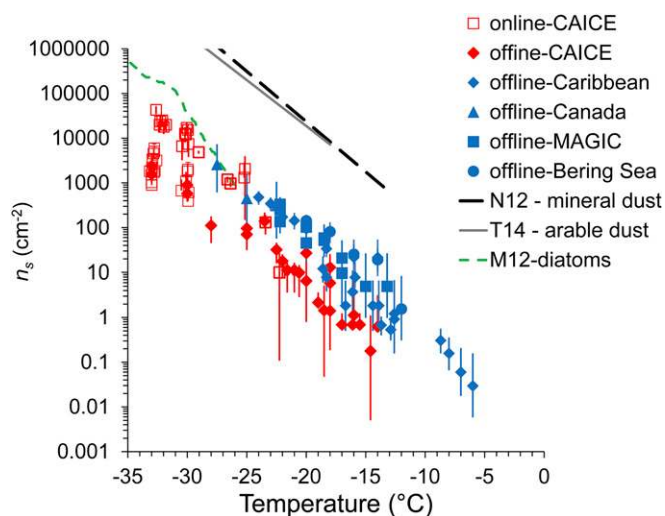 online-CAICE
offine-CAICE
offline-Caribbean
offline-Canada
offline-MAGIC
offline-Bering Sea
N12 - mineral dust
T14 - arable dust
M12-diatoms
1000000
100000
10000
1000
100
10
1
0.1
0.01
0.001
nₛ (cm⁻²)
-35 -30 -25 -20 -15 -10 -5 0
Temperature (°C)